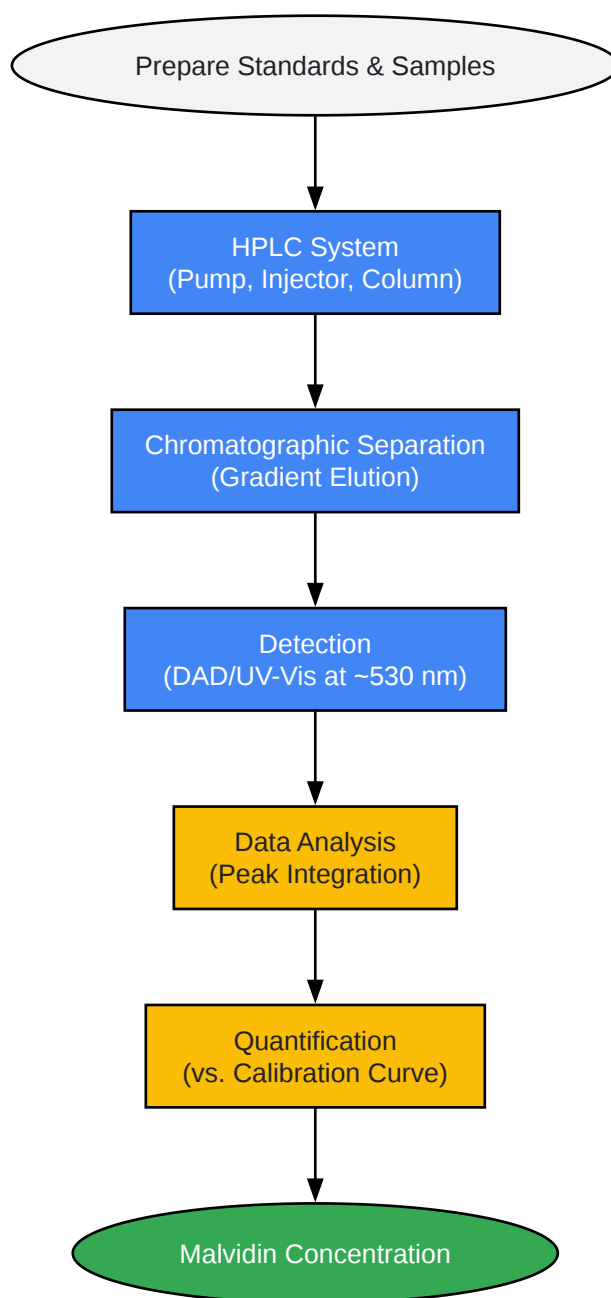 Prepare Standards & Samples
HPLC System
(Pump, Injector, Column)
Chromatographic Separation
(Gradient Elution)
Detection
(DAD/UV-Vis at ~530 nm)
Data Analysis
(Peak Integration)
Quantification
(vs. Calibration Curve)
Malvidin Concentration